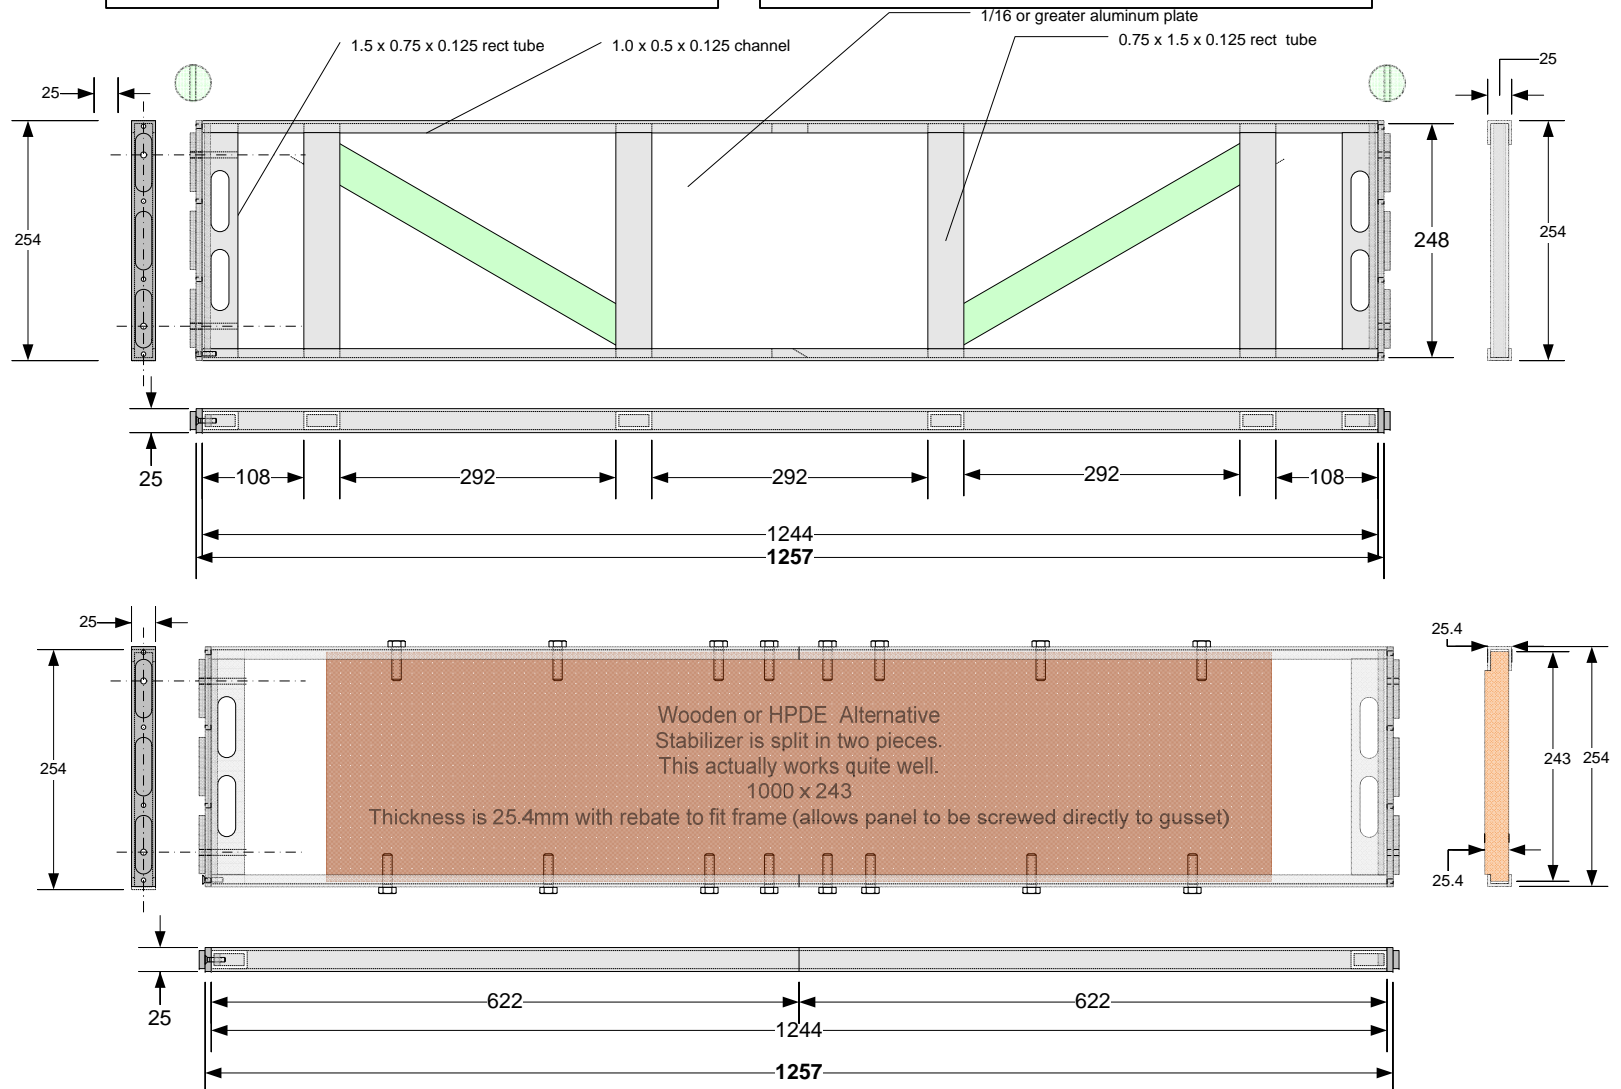 1/16 or greater aluminum plate
1.5 x 0.75 x 0.125 rect tube
1.0 x 0.5 x 0.125 channel
0.75 x 1.5 x 0.125 rect  tube
25
25
254
248
254
25
108
292
292
292
108
1244
1257
25
25.4
254
Wooden or HPDE  Alternative
Stabilizer is split in two pieces.
This actually works quite well.
1000 x 243
Thickness is 25.4mm with rebate to fit frame (allows panel to be screwed directly to gusset)
243
254
25.4
25
622
622
1244
1257